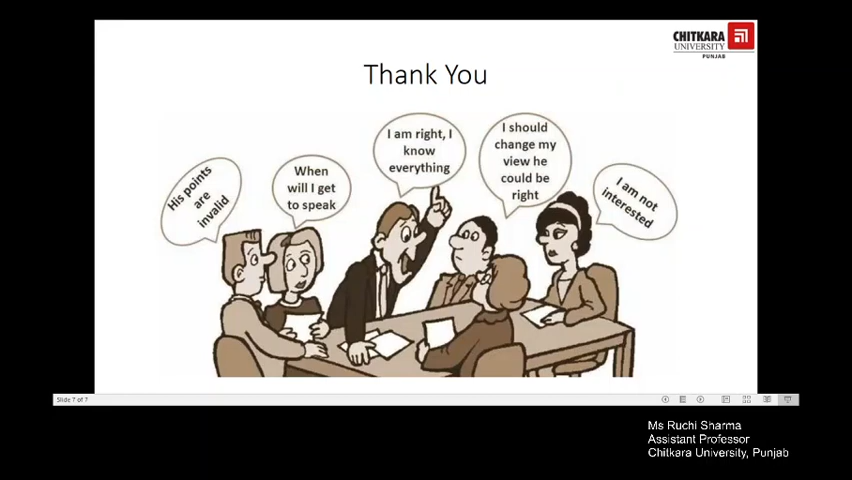 CHITKARA
UNIVERSITY
PUNJAB
Thank You
His points
are
invalid
When
will I get
to speak
I am right, I
know
everything
I should
change my
view he
could be
right
I am not
interested
Slide 7 of 7
Ms Ruchi Sharma
Assistant Professor
Chitkara University, Punjab